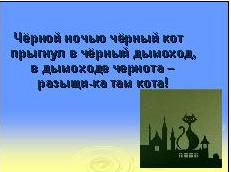 Чёрной ночью чёрный кот
прыгнул в чёрный дымоход,
в дымоходе чернота –
разыщи-ка там кота!